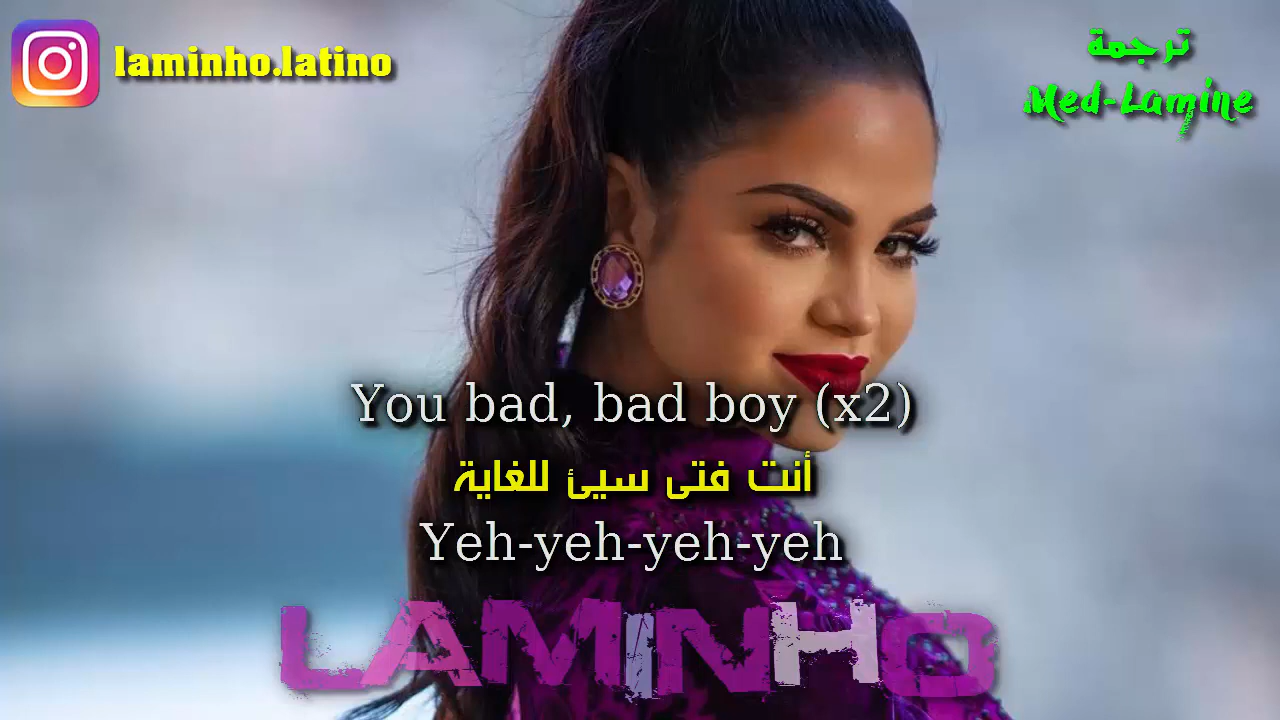 laminho.latino
ترجمة
Med-Lamine
You bad, bad boy (x2)
أنت فتى سيئ للغاية
Yeh-yeh-yeh-yeh
LAMINHO